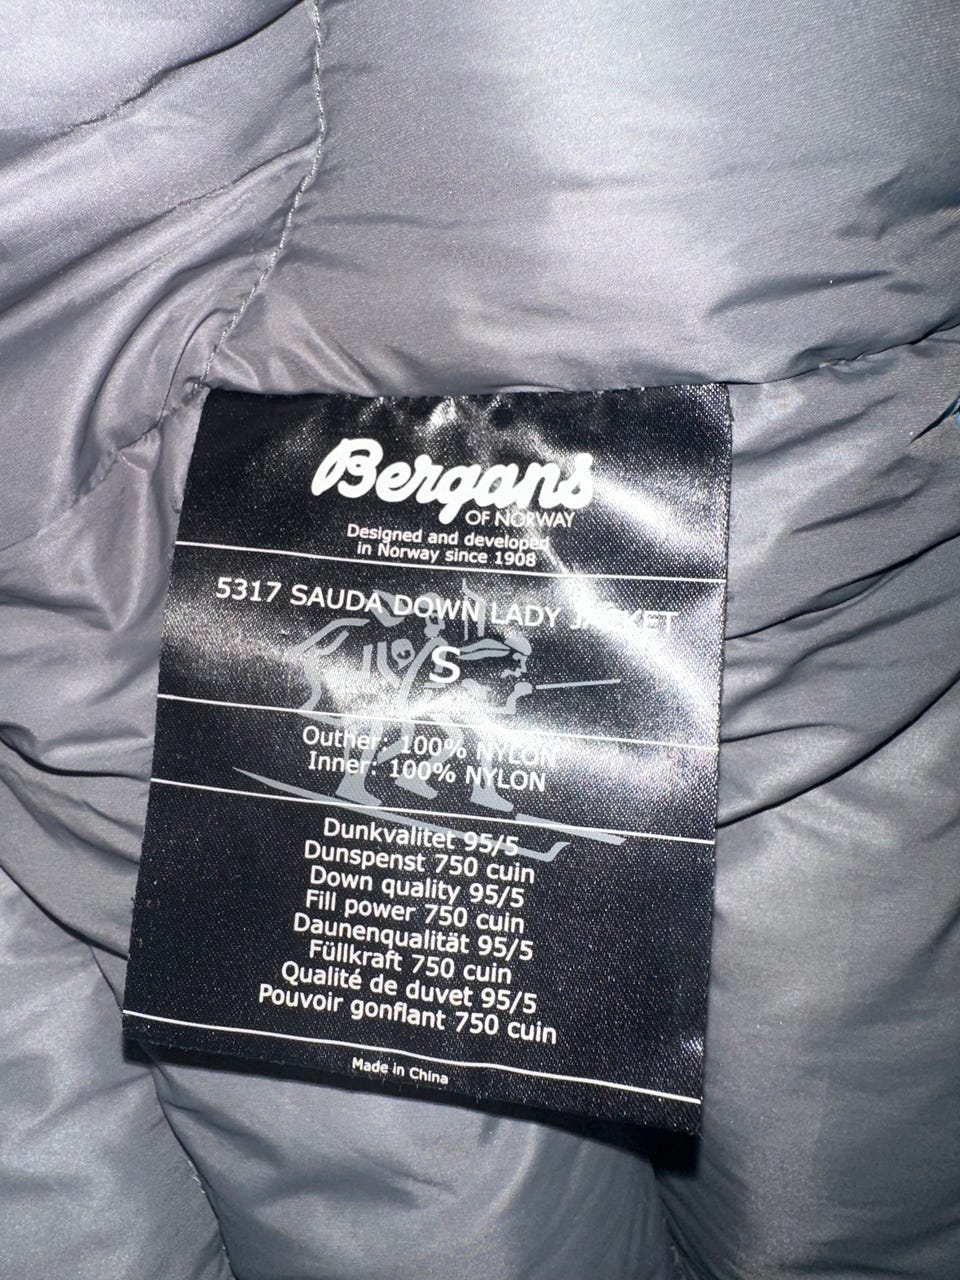 Bergans
OF NORWAY
Designed and developed
in Norway since 1908
5317 SAUDA DOWN LADY JACKET
S
Outher: 100% NYLON
Inner: 100% NYLON
Dunkvalitet 95/5
Dunspenst 750 cuin
Down quality 95/5
Fill power 750 cuin
Daunenqualität 95/5
Füllkraft 750 cuin
Qualité de duvet 95/5
Pouvoir gonflant 750 cuin
Made in China